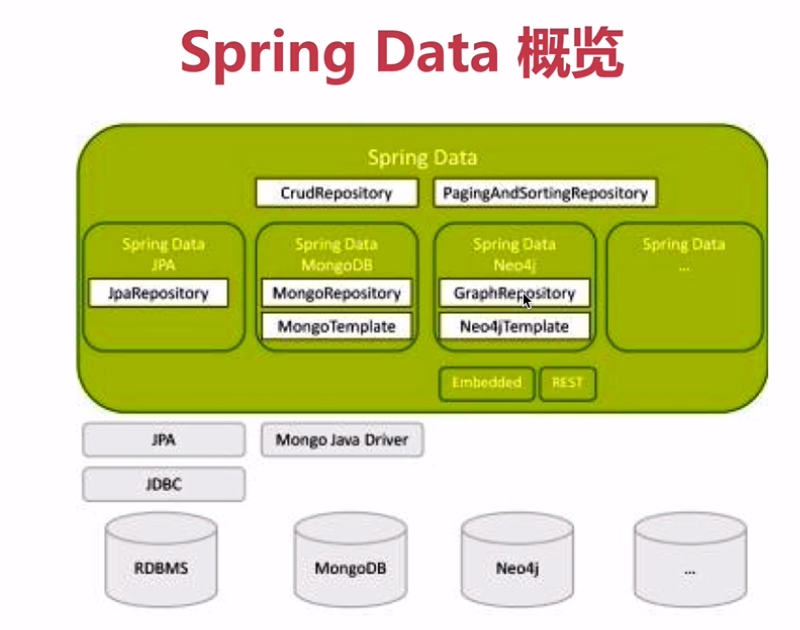 Spring Data 概览
Spring Data
CrudRepository
PagingAndSortingRepository
Spring Data
JPA
JpaRepository
Spring Data
MongoDB
MongoRepository
MongoTemplate
Spring Data
Neo4j
GraphRepository
Neo4jTemplate
Spring Data
...
Embedded
REST
JPA
Mongo Java Driver
JDBC
RDBMS
MongoDB
Neo4j
...